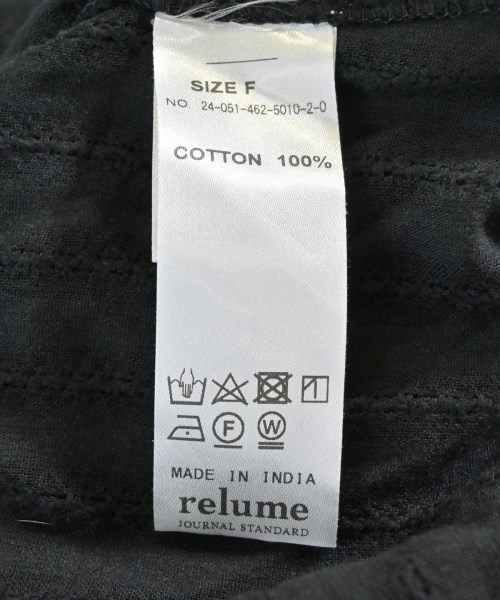 SIZE F
NO 24-051-462-5010-2-0
COTTON 100%
F W
MADE IN INDIA
relume
JOURNAL STANDARD